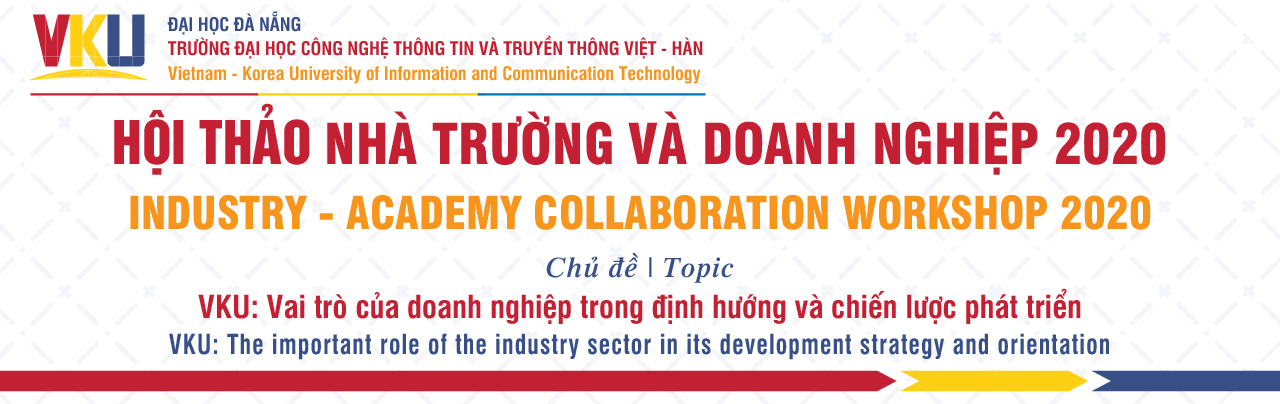 VKU
ĐẠI HỌC ĐÀ NẴNG
TRƯỜNG ĐẠI HỌC CÔNG NGHỆ THÔNG TIN VÀ TRUYỀN THÔNG VIỆT - HÀN
Vietnam - Korea University of Information and Communication Technology
HỘI THẢO NHÀ TRƯỜNG VÀ DOANH NGHIỆP 2020
INDUSTRY - ACADEMY COLLABORATION WORKSHOP 2020
Chủ đề | Topic
VKU: Vai trò của doanh nghiệp trong định hướng và chiến lược phát triển
VKU: The important role of the industry sector in its development strategy and orientation